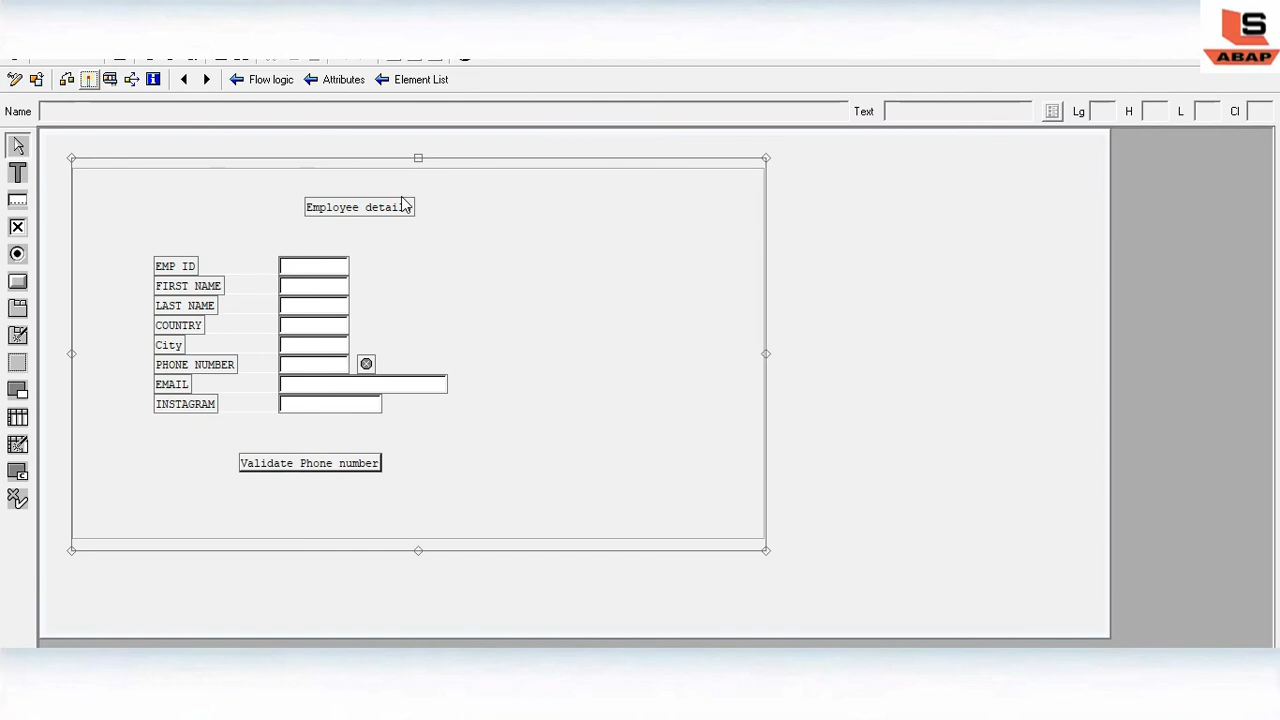 S
ABAP
Flow logic Attributes Element List
Name Text Lg H L Cl
Employee details
EMP ID
FIRST NAME
LAST NAME
COUNTRY
City
PHONE NUMBER
EMAIL
INSTAGRAM
Validate Phone number